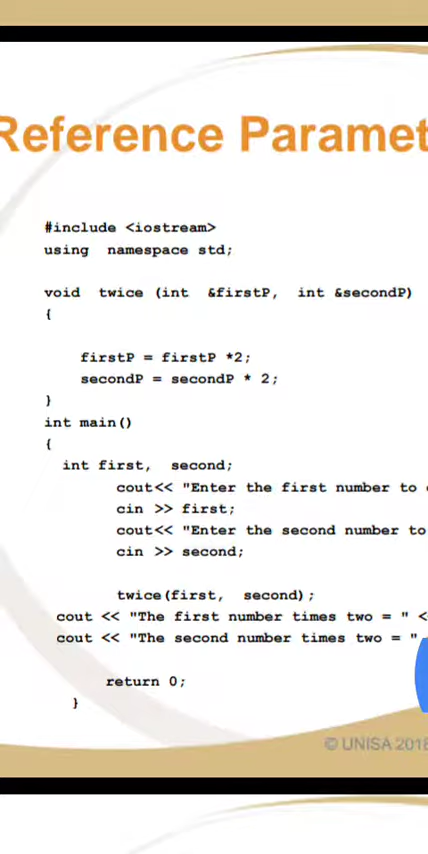 Reference Paramet
#include <iostream>
using namespace std;
void twice (int &firstP, int &secondP)
{
firstP = firstP *2;
secondP = secondP * 2;
}
int main()
{
int first, second;
cout<< "Enter the first number to
cin >> first;
cout<< "Enter the second number to
cin >> second;
twice(first, second);
cout << "The first number times two = " <
cout << "The second number times two = "
return 0;
}
© UNISA 2018